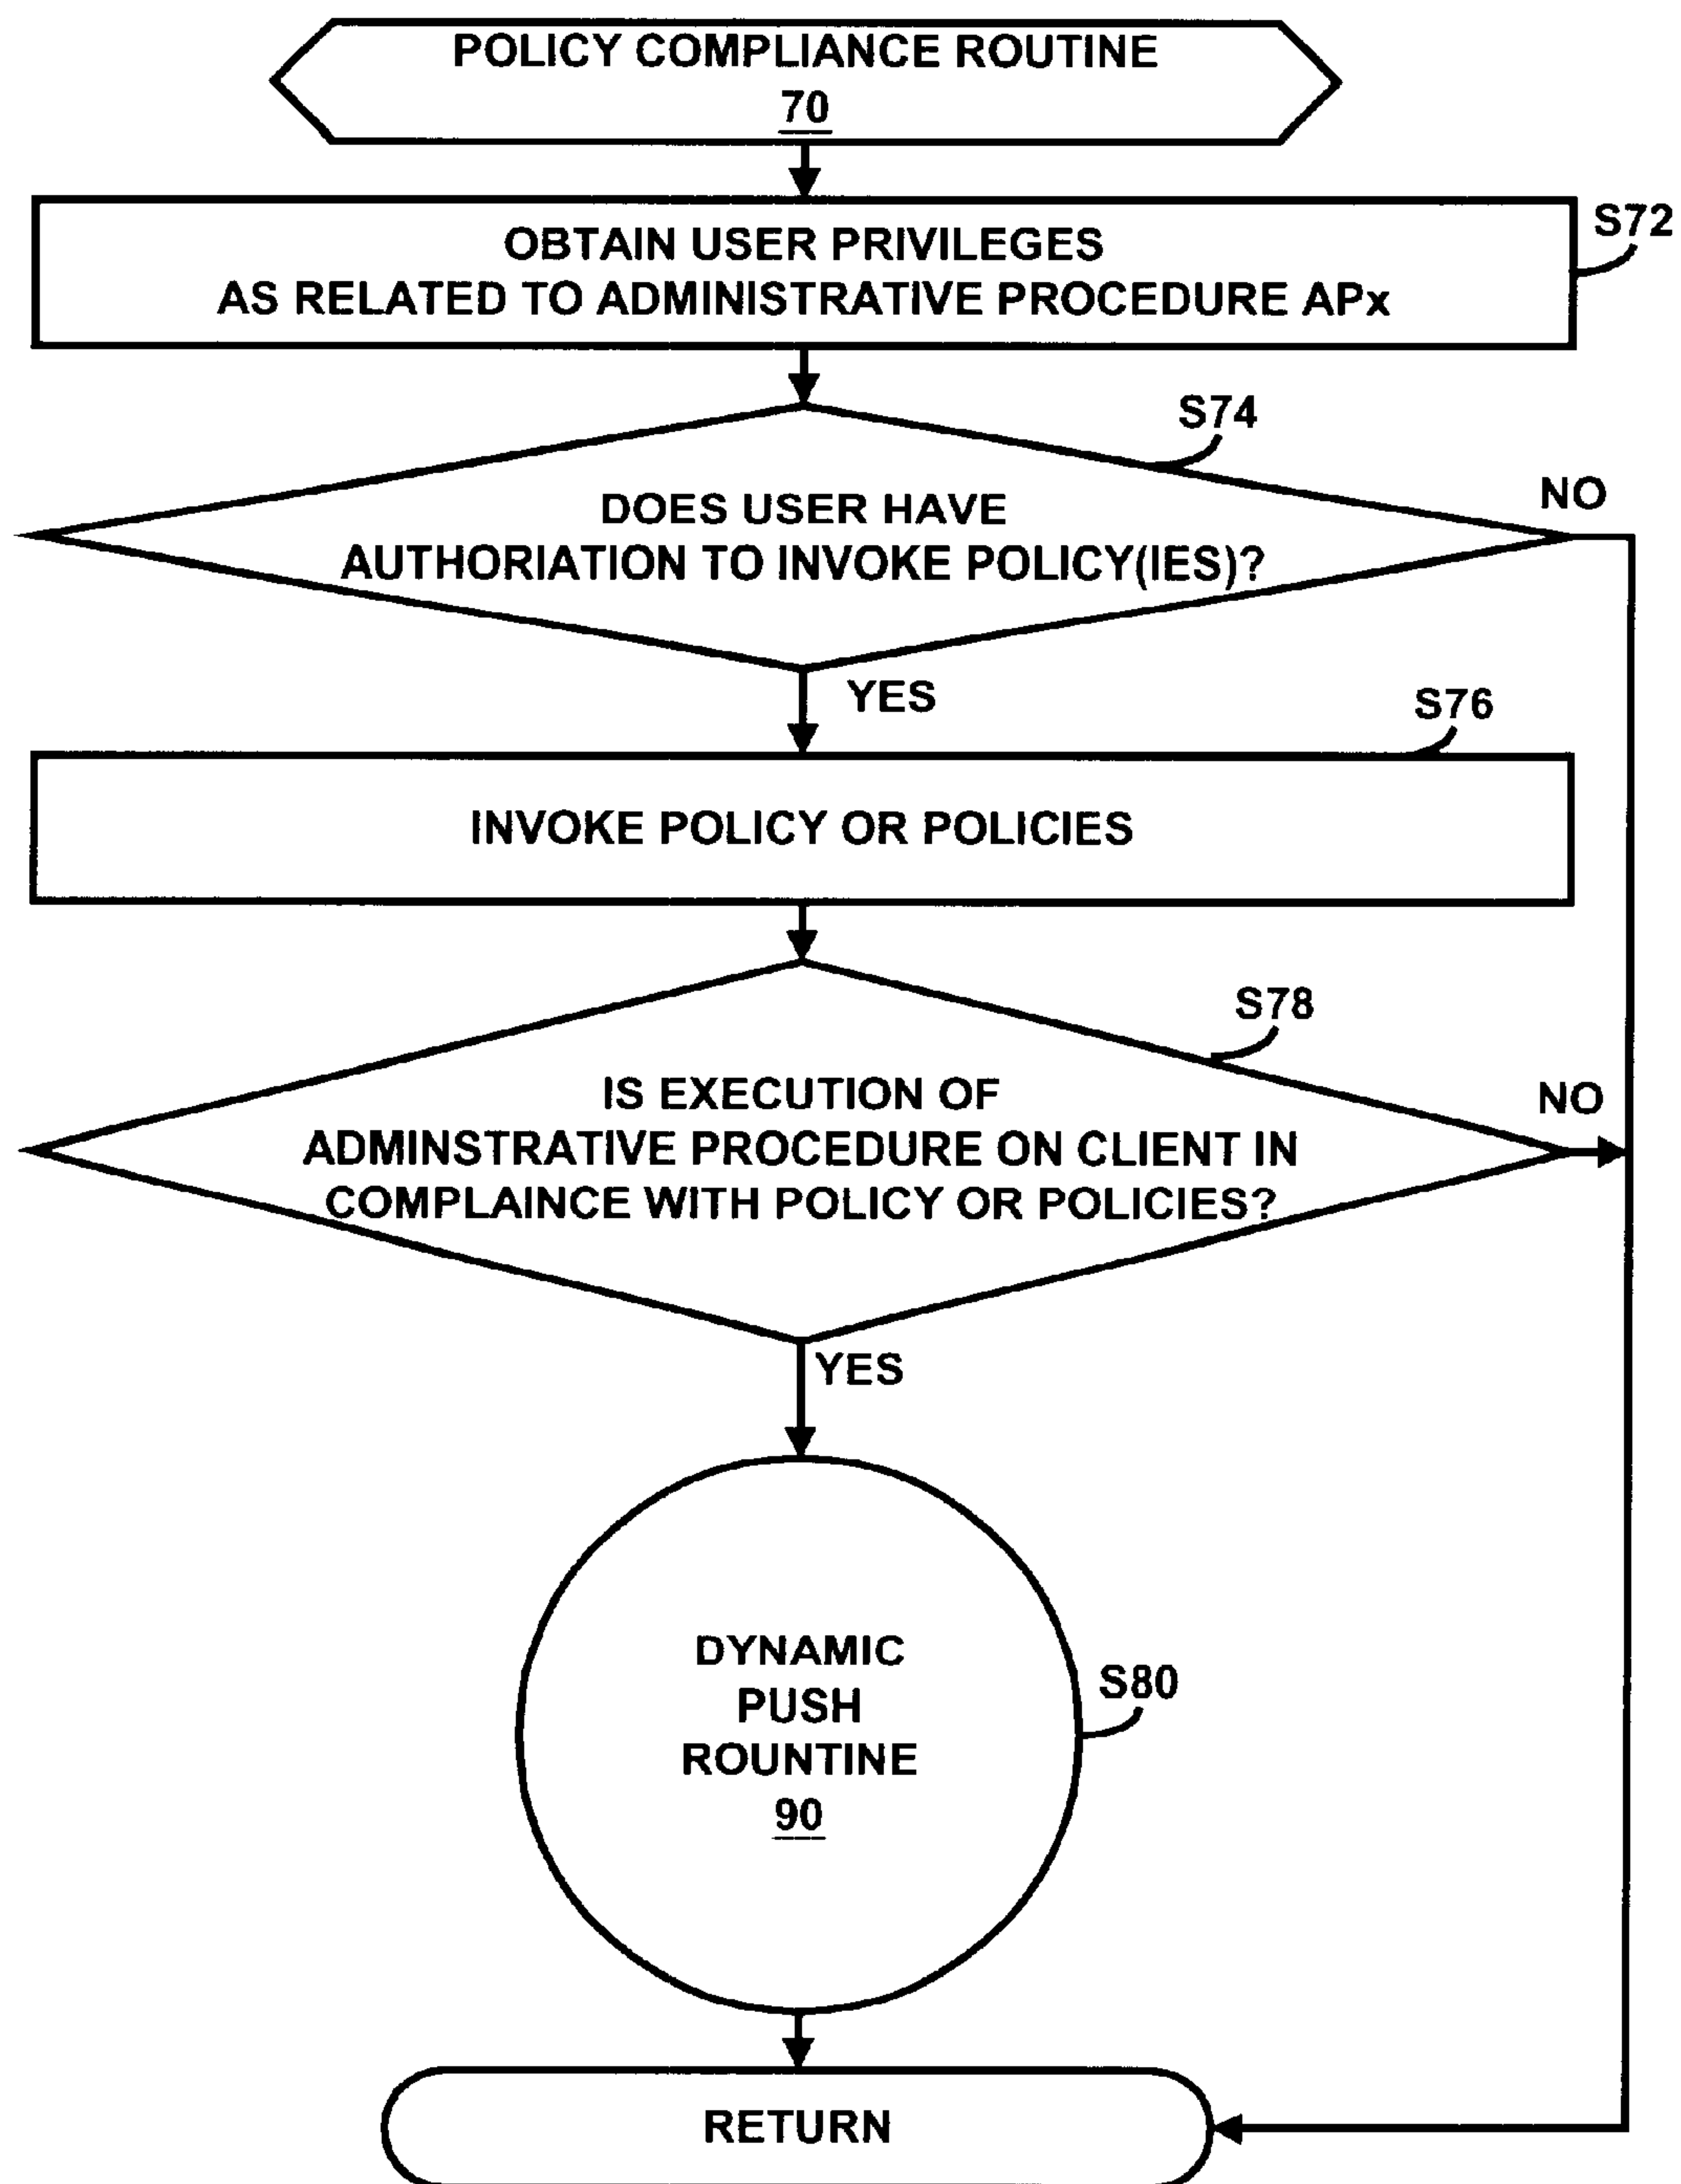 POLICY COMPLIANCE ROUTINE
70
OBTAIN USER PRIVILEGES
AS RELATED TO ADMINISTRATIVE PROCEDURE APx
S72
S74
NO
DOES USER HAVE
AUTHORIATION TO INVOKE POLICY(IES)?
YES
S76
INVOKE POLICY OR POLICIES
S78
NO
IS EXECUTION OF
ADMINSTRATIVE PROCEDURE ON CLIENT IN
COMPLAINCE WITH POLICY OR POLICIES?
YES
DYNAMIC
PUSH
ROUNTINE
90
S80
RETURN